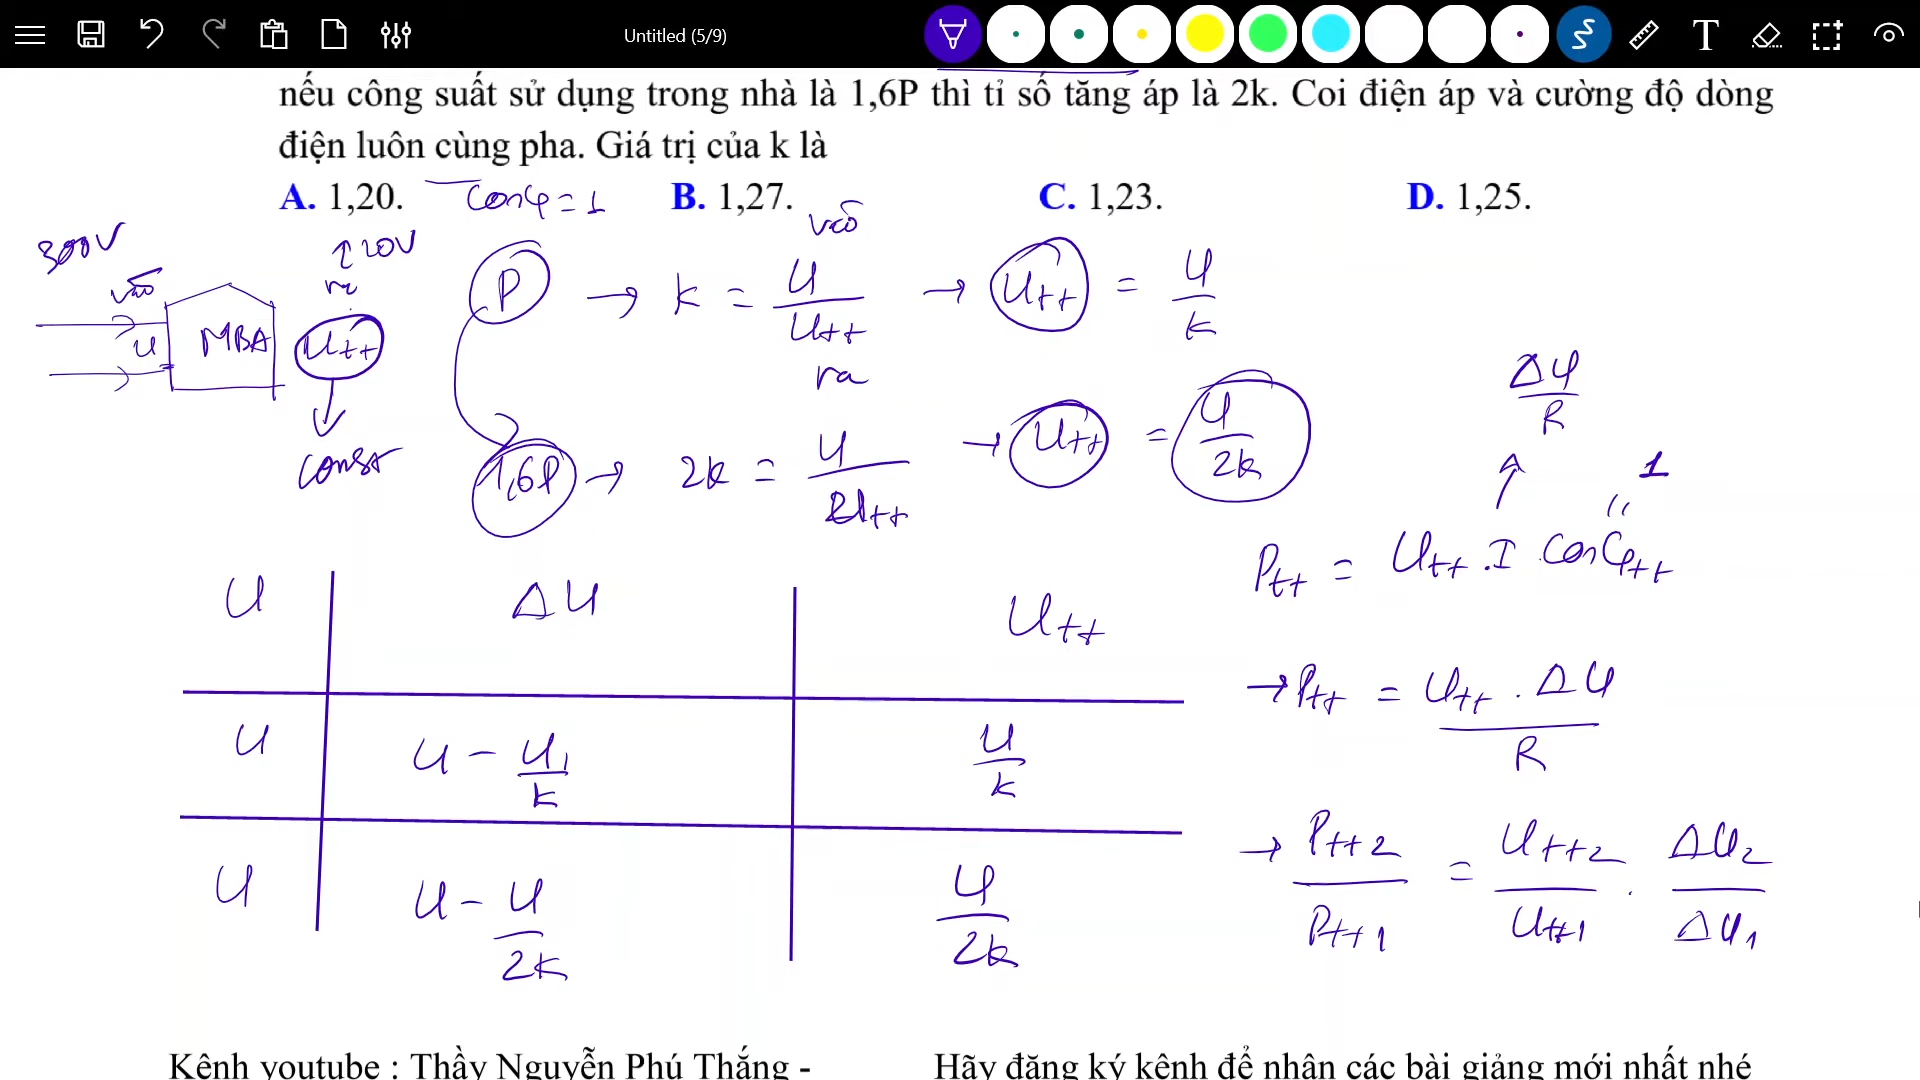 Untitled (5/9)
T
nếu công suất sử dụng trong nhà là 1,6P thì tỉ số tăng áp là 2k. Coi điện áp và cường độ dòng
điện luôn cùng pha. Giá trị của k là
A. 1,20. B. 1,27. C. 1,23. D. 1,25.
cosφ = 1
300V
220V
vào
ra
vào
U
MBA
Utt
const
P → k = U / Utt → Utt = U / k
ra
1,6P → 2k = U / Utt → Utt = U / 2k
ΔU / R
1
Ptt = Utt . I cosφtt
U ΔU Utt
→ Ptt = Utt . ΔU / R
U U - U1 / k U / k
→ Ptt2 / Ptt1 = Utt2 / Utt1 . ΔU2 / ΔU1
U U - U / 2k U / 2k
Kênh youtube : Thầy Nguyễn Phú Thắng - Hãy đăng ký kênh để nhận các bài giảng mới nhất nhé